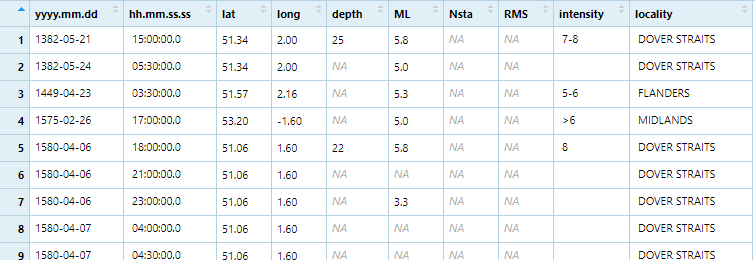 yyyy.mm.dd hh.mm.ss.ss lat long depth ML Nsta RMS intensity locality
1 1382-05-21 15:00:00.0 51.34 2.00 25 5.8 NA NA 7-8 DOVER STRAITS
2 1382-05-24 05:30:00.0 51.34 2.00 NA 5.0 NA NA DOVER STRAITS
3 1449-04-23 03:30:00.0 51.57 2.16 NA 5.3 NA NA 5-6 FLANDERS
4 1575-02-26 17:00:00.0 53.20 -1.60 NA 5.0 NA NA >6 MIDLANDS
5 1580-04-06 18:00:00.0 51.06 1.60 22 5.8 NA NA 8 DOVER STRAITS
6 1580-04-06 21:00:00.0 51.06 1.60 NA NA NA NA DOVER STRAITS
7 1580-04-06 23:00:00.0 51.06 1.60 NA 3.3 NA NA DOVER STRAITS
8 1580-04-07 04:00:00.0 51.06 1.60 NA NA NA NA DOVER STRAITS
9 1580-04-07 04:30:00.0 51.06 1.60 NA NA NA NA DOVER STRAITS